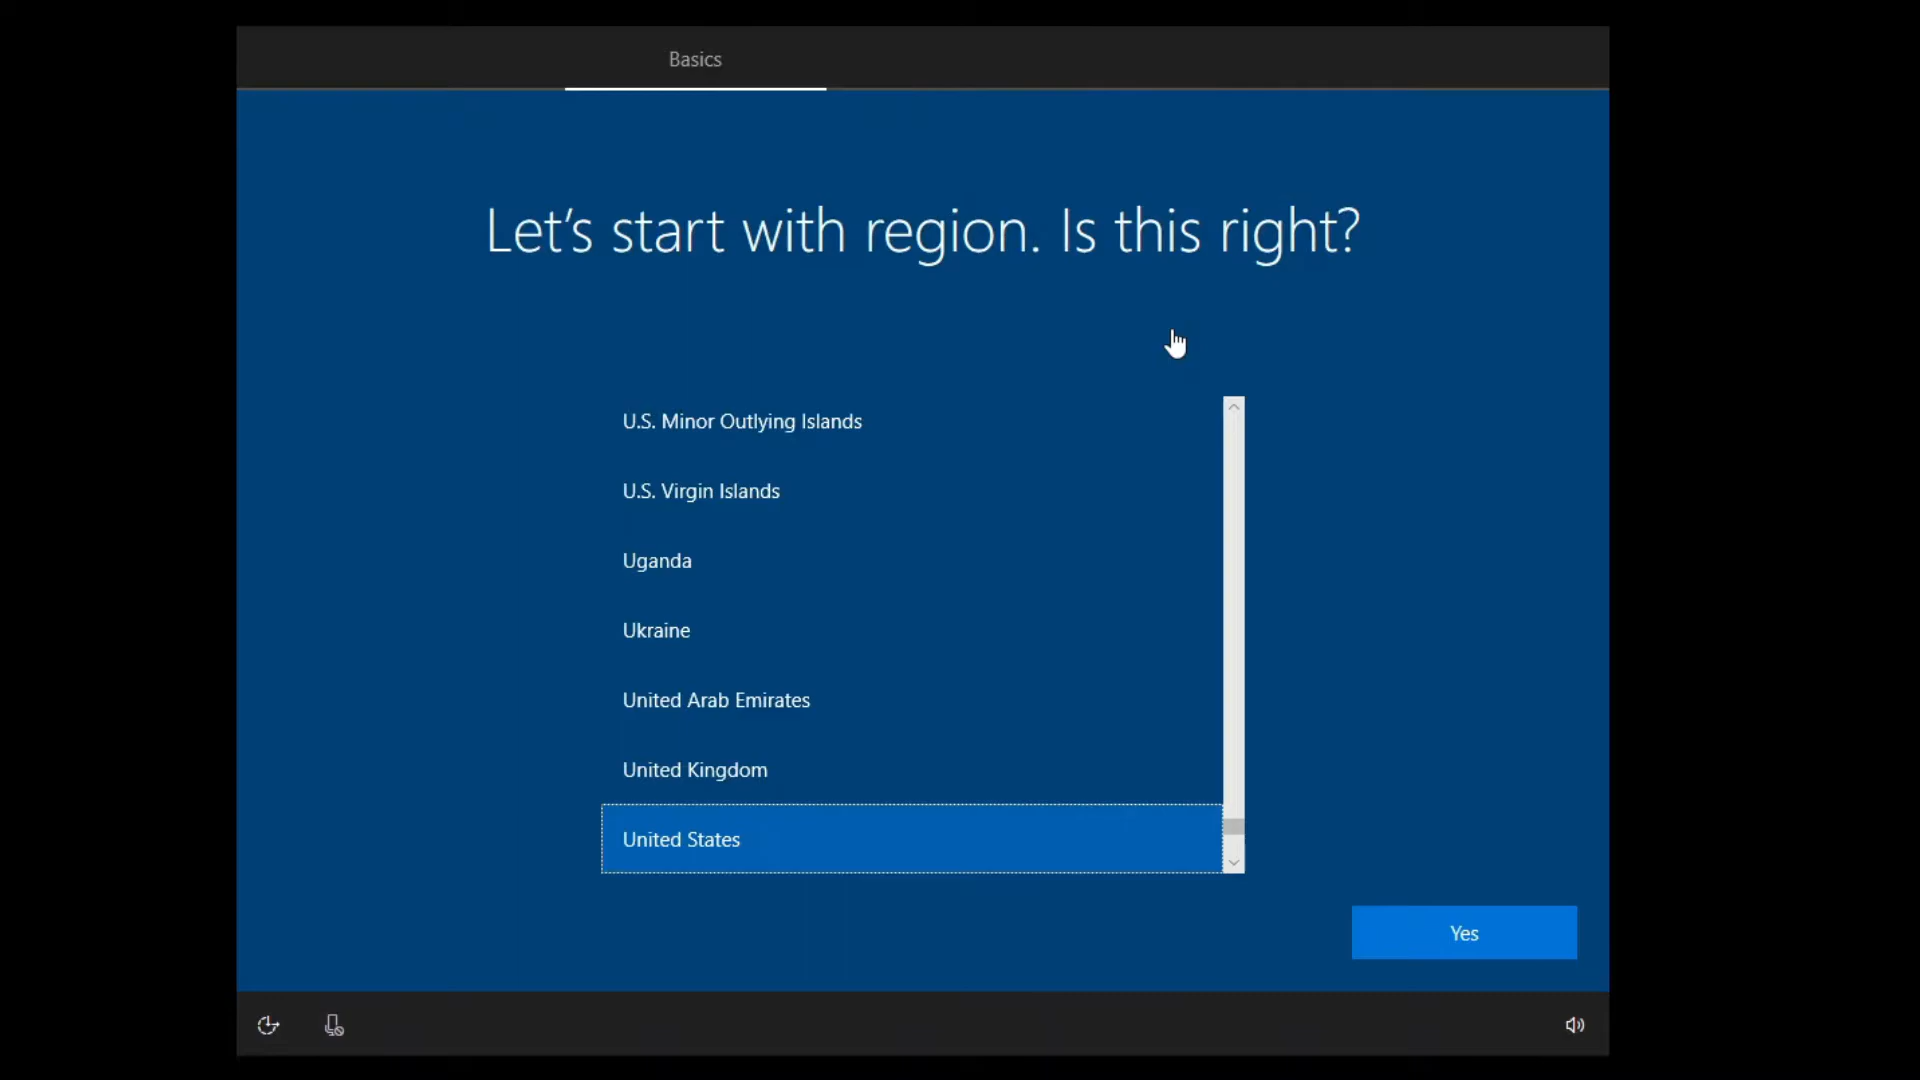 Basics
Let's start with region. Is this right?
U.S. Minor Outlying Islands
U.S. Virgin Islands
Uganda
Ukraine
United Arab Emirates
United Kingdom
United States
Yes